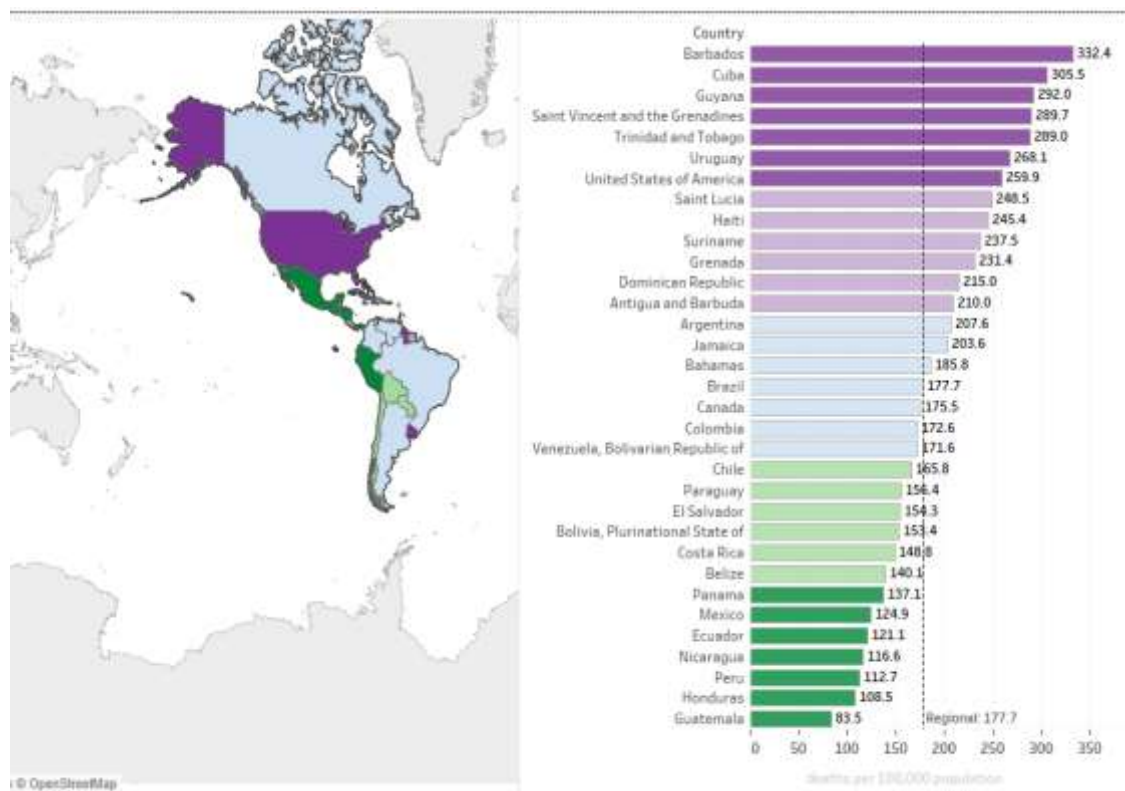 Country
Barbados 332.4
Cuba 305.5
Guyana 292.0
Saint Vincent and the Grenadines 289.7
Trinidad and Tobago 289.0
Uruguay 268.1
United States of America 259.9
Saint Lucia 248.5
Haiti 245.4
Suriname 237.5
Grenada 231.4
Dominican Republic 215.0
Antigua and Barbuda 210.0
Argentina 207.6
Jamaica 203.6
Bahamas 185.8
Brazil 177.7
Canada 175.5
Colombia 172.6
Venezuela, Bolivarian Republic of 171.6
Chile 165.8
Paraguay 156.4
El Salvador 154.3
Bolivia, Plurinational State of 153.4
Costa Rica 148.8
Belize 140.1
Panama 137.1
Mexico 124.9
Ecuador 121.1
Nicaragua 116.6
Peru 112.7
Honduras 108.5
Guatemala 83.5 Regional: 177.7
0 50 100 150 200 250 300 350
deaths per 100,000 population
© OpenStreetMap